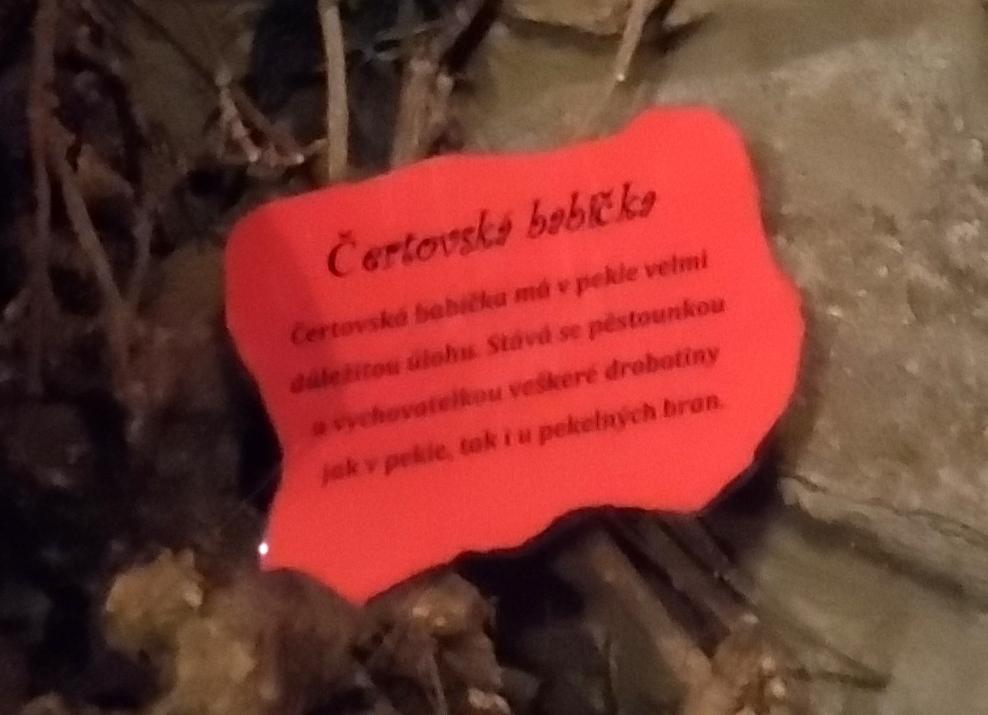 Čertovská babička
Čertovská babička má v pekle velmi
důležitou úlohu. Stává se pěstounkou
a vychovatelkou veškeré drobotiny
jak v pekle, tak i u pekelných bran.